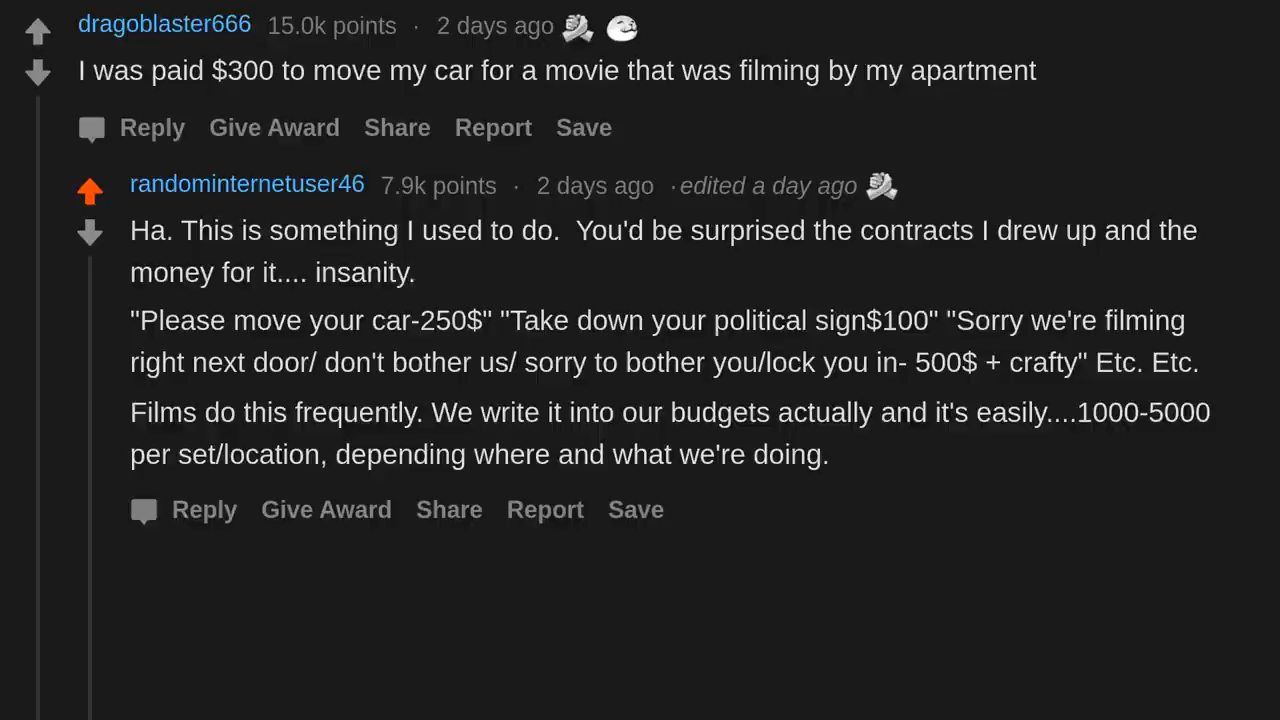 dragoblaster666 15.0k points · 2 days ago
I was paid $300 to move my car for a movie that was filming by my apartment
Reply Give Award Share Report Save
randominternetuser46 7.9k points · 2 days ago ·edited a day ago
Ha. This is something I used to do.  You'd be surprised the contracts I drew up and the
money for it.... insanity.
"Please move your car-250$" "Take down your political sign$100" "Sorry we're filming
right next door/ don't bother us/ sorry to bother you/lock you in- 500$ + crafty" Etc. Etc.
Films do this frequently. We write it into our budgets actually and it's easily....1000-5000
per set/location, depending where and what we're doing.
Reply Give Award Share Report Save